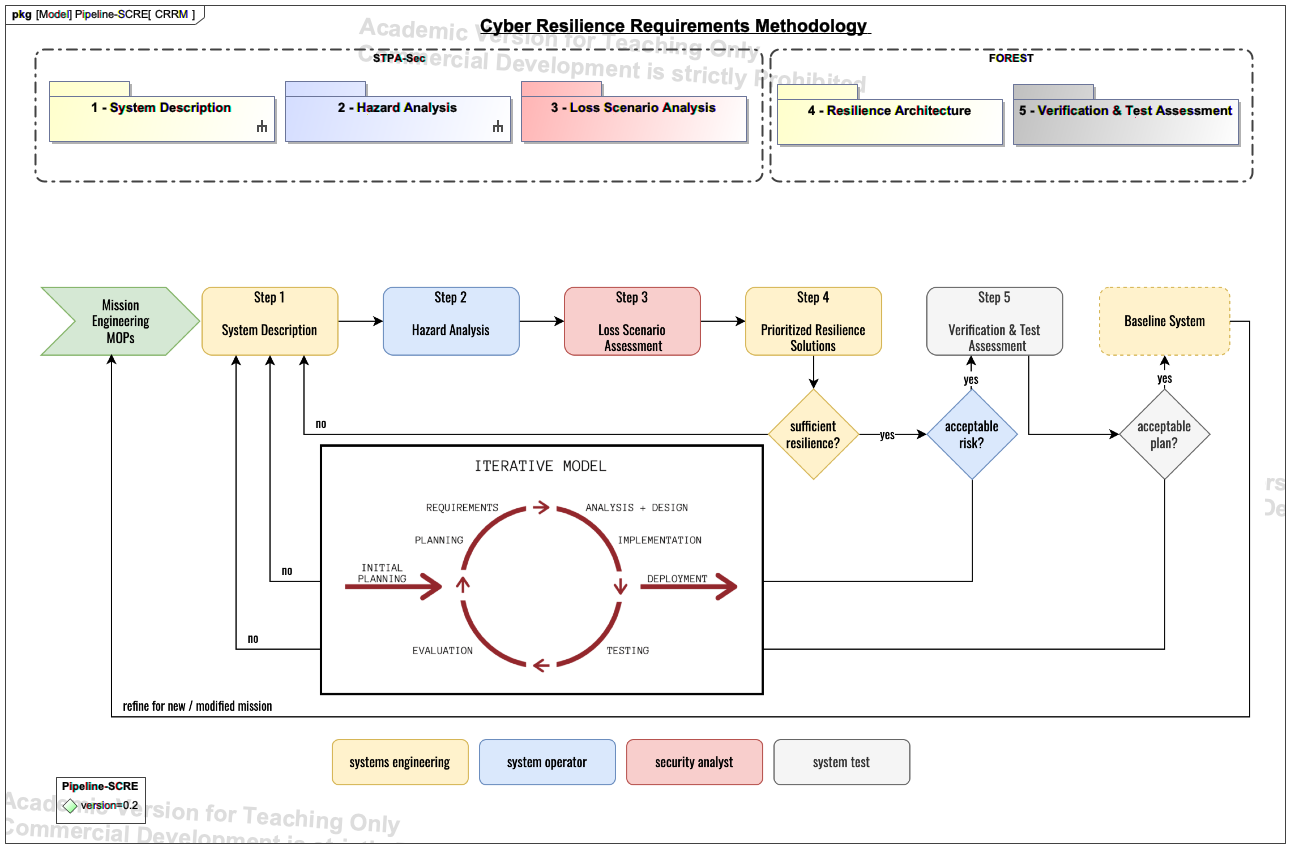 pkg [Model] Pipeline-SCRE[ CRRM ]
Cyber Resilience Requirements Methodology
Academic Version for Teaching Only
Commercial Development is strictly Prohibited
STPA-Sec
FOREST
1 - System Description
2 - Hazard Analysis
3 - Loss Scenario Analysis
4 - Resilience Architecture
5 - Verification & Test Assessment
Mission
Engineering
MOPs
Step 1
System Description
Step 2
Hazard Analysis
Step 3
Loss Scenario
Assessment
Step 4
Prioritized Resilience
Solutions
Step 5
Verification & Test
Assessment
Baseline System
yes
yes
no
sufficient
resilience?
yes
acceptable
risk?
acceptable
plan?
ITERATIVE MODEL
REQUIREMENTS
ANALYSIS + DESIGN
PLANNING
IMPLEMENTATION
INITIAL
PLANNING
DEPLOYMENT
EVALUATION
TESTING
no
no
refine for new / modified mission
systems engineering
system operator
security analyst
system test
Pipeline-SCRE
version=0.2
Academic Version for Teaching Only
Commercial Development is